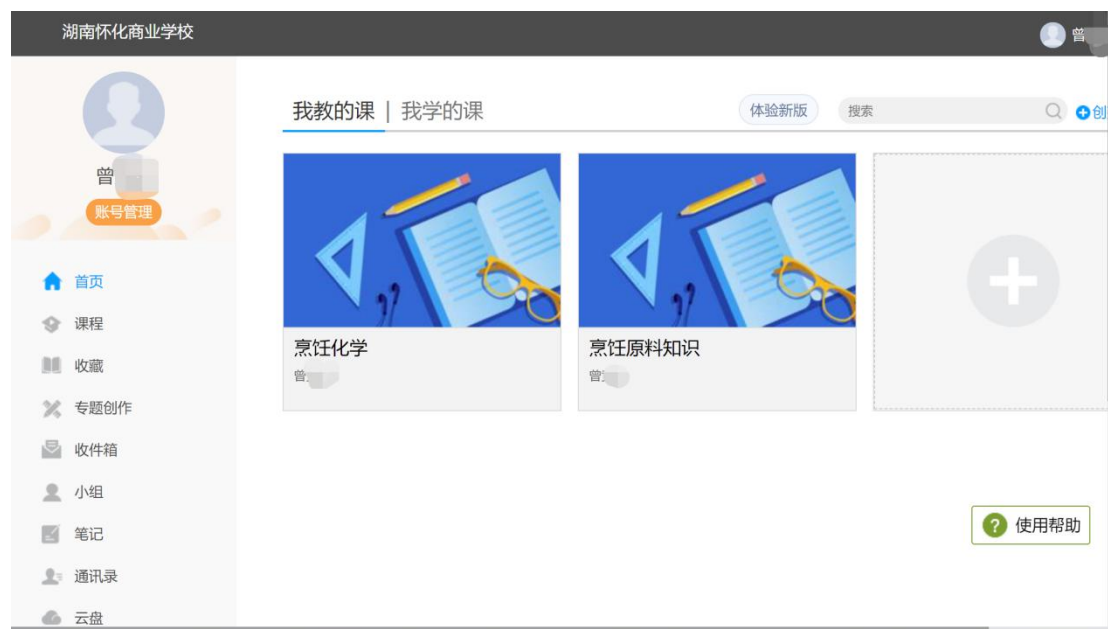 湖南怀化商业学校
曾
曾
账号管理
首页
课程
收藏
专题创作
收件箱
小组
笔记
通讯录
云盘
我教的课 | 我学的课
体验新版
搜索
创
烹饪化学
曾
烹饪原料知识
曾
? 使用帮助